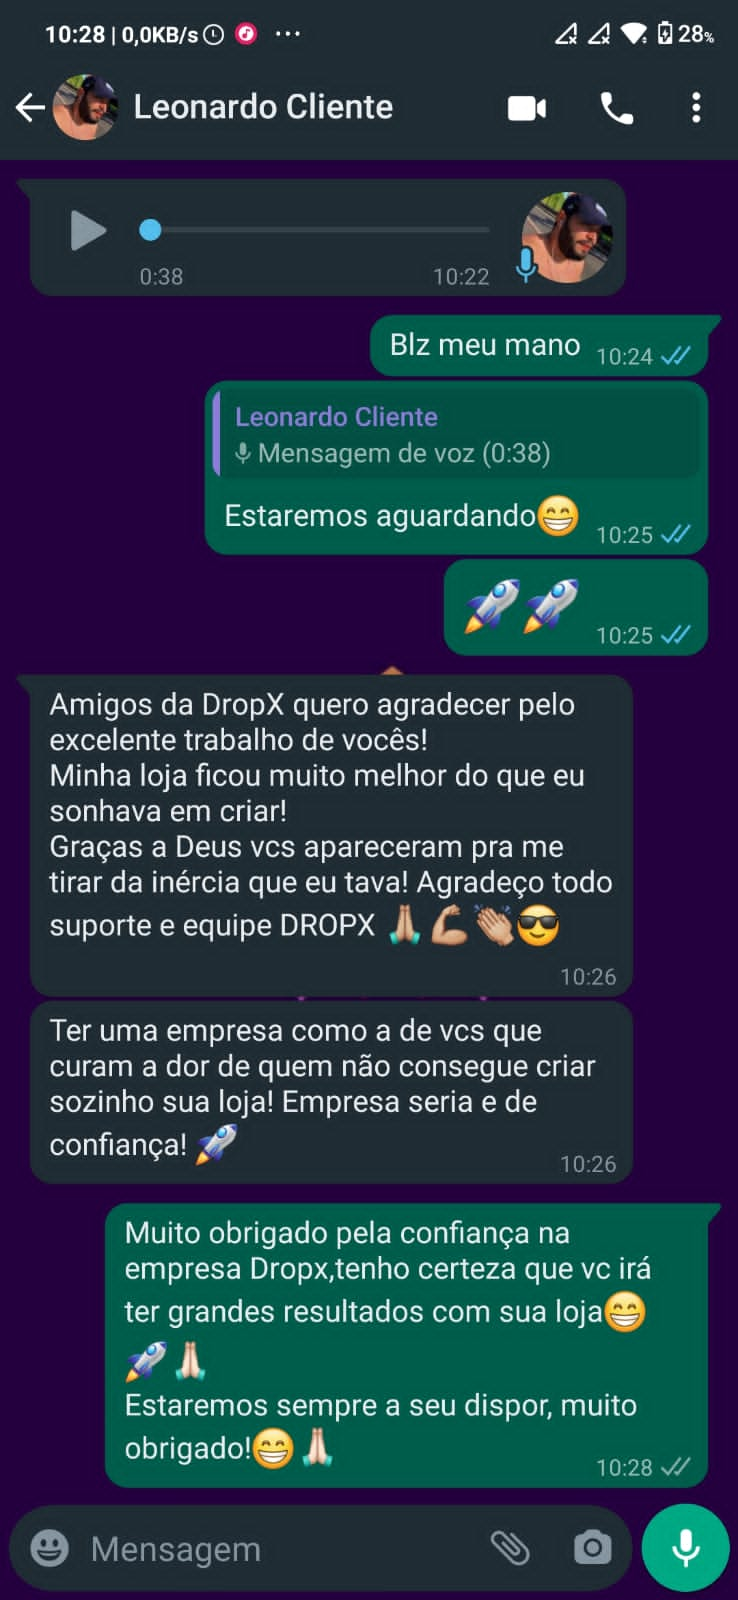 10:28 | 0,0KB/s
28%
Leonardo Cliente
0:38
10:22
Blz meu mano
10:24
Leonardo Cliente
Mensagem de voz (0:38)
Estaremos aguardando😁
10:25
🚀🚀
10:25
Amigos da DropX quero agradecer pelo
excelente trabalho de vocês!
Minha loja ficou muito melhor do que eu
sonhava em criar!
Graças a Deus vcs apareceram pra me
tirar da inércia que eu tava! Agradeço todo
suporte e equipe DROPX 🙏🏼💪🏼👏🏼😎
10:26
Ter uma empresa como a de vcs que
curam a dor de quem não consegue criar
sozinho sua loja! Empresa seria e de
confiança! 🚀
10:26
Muito obrigado pela confiança na
empresa Dropx,tenho certeza que vc irá
ter grandes resultados com sua loja😁
🚀🙏🏻
Estaremos sempre a seu dispor, muito
obrigado!😁🙏🏻
10:28
Mensagem